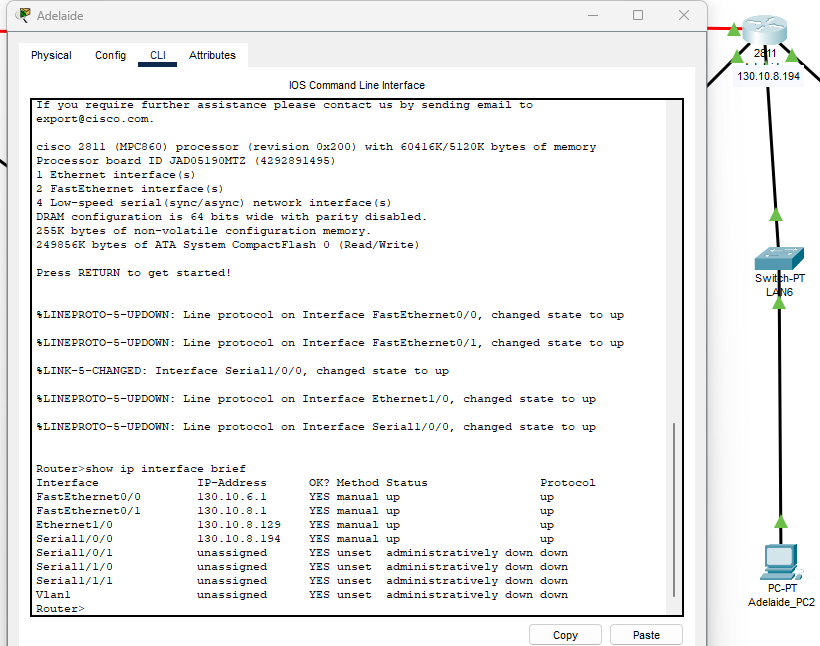 Adelaide
Physical Config CLI Attributes
IOS Command Line Interface
If you require further assistance please contact us by sending email to
export@cisco.com.
cisco 2811 (MPC860) processor (revision 0x200) with 60416K/5120K bytes of memory
Processor board ID JAD05190MTZ (4292891495)
1 Ethernet interface(s)
2 FastEthernet interface(s)
4 Low-speed serial(sync/async) network interface(s)
DRAM configuration is 64 bits wide with parity disabled.
255K bytes of non-volatile configuration memory.
249856K bytes of ATA System CompactFlash 0 (Read/Write)
Press RETURN to get started!
%LINEPROTO-5-UPDOWN: Line protocol on Interface FastEthernet0/0, changed state to up
%LINEPROTO-5-UPDOWN: Line protocol on Interface FastEthernet0/1, changed state to up
%LINK-5-CHANGED: Interface Serial1/0/0, changed state to up
%LINEPROTO-5-UPDOWN: Line protocol on Interface Ethernet1/0, changed state to up
%LINEPROTO-5-UPDOWN: Line protocol on Interface Serial1/0/0, changed state to up
Router>show ip interface brief
Interface IP-Address OK? Method Status Protocol
FastEthernet0/0 130.10.6.1 YES manual up up
FastEthernet0/1 130.10.8.1 YES manual up up
Ethernet1/0 130.10.8.129 YES manual up up
Serial1/0/0 130.10.8.194 YES manual up up
Serial1/0/1 unassigned YES unset administratively down down
Serial1/1/0 unassigned YES unset administratively down down
Serial1/1/1 unassigned YES unset administratively down down
Vlan1 unassigned YES unset administratively down down
Router>
Copy Paste
2811
130.10.8.194
Switch-PT
LAN6
PC-PT
Adelaide_PC2